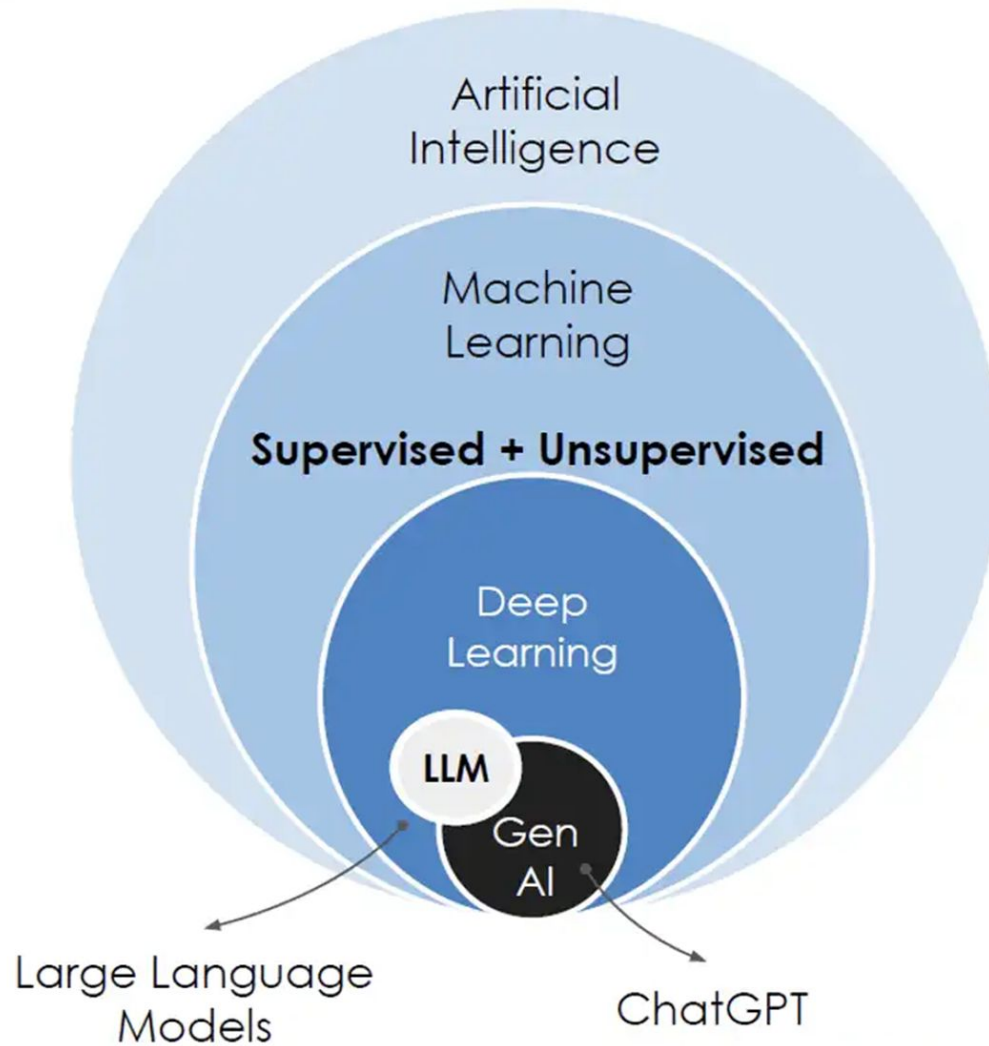 Artificial
Intelligence
Machine
Learning
Supervised + Unsupervised
Deep
Learning
LLM
Gen
AI
Large Language
Models
ChatGPT